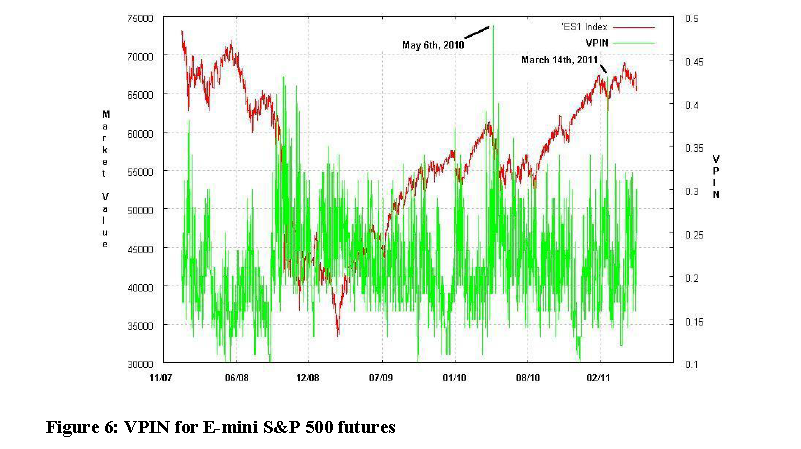 75000
70000
65000
60000
55000
50000
45000
40000
35000
30000
Market Value
0.5
0.45
0.4
0.35
0.3
0.25
0.2
0.15
0.1
VPIN
'ES1 Index
VPIN
May 6th, 2010
March 14th, 2011
11/07 06/08 12/08 07/09 01/10 08/10 02/11
Figure 6: VPIN for E-mini S&P 500 futures